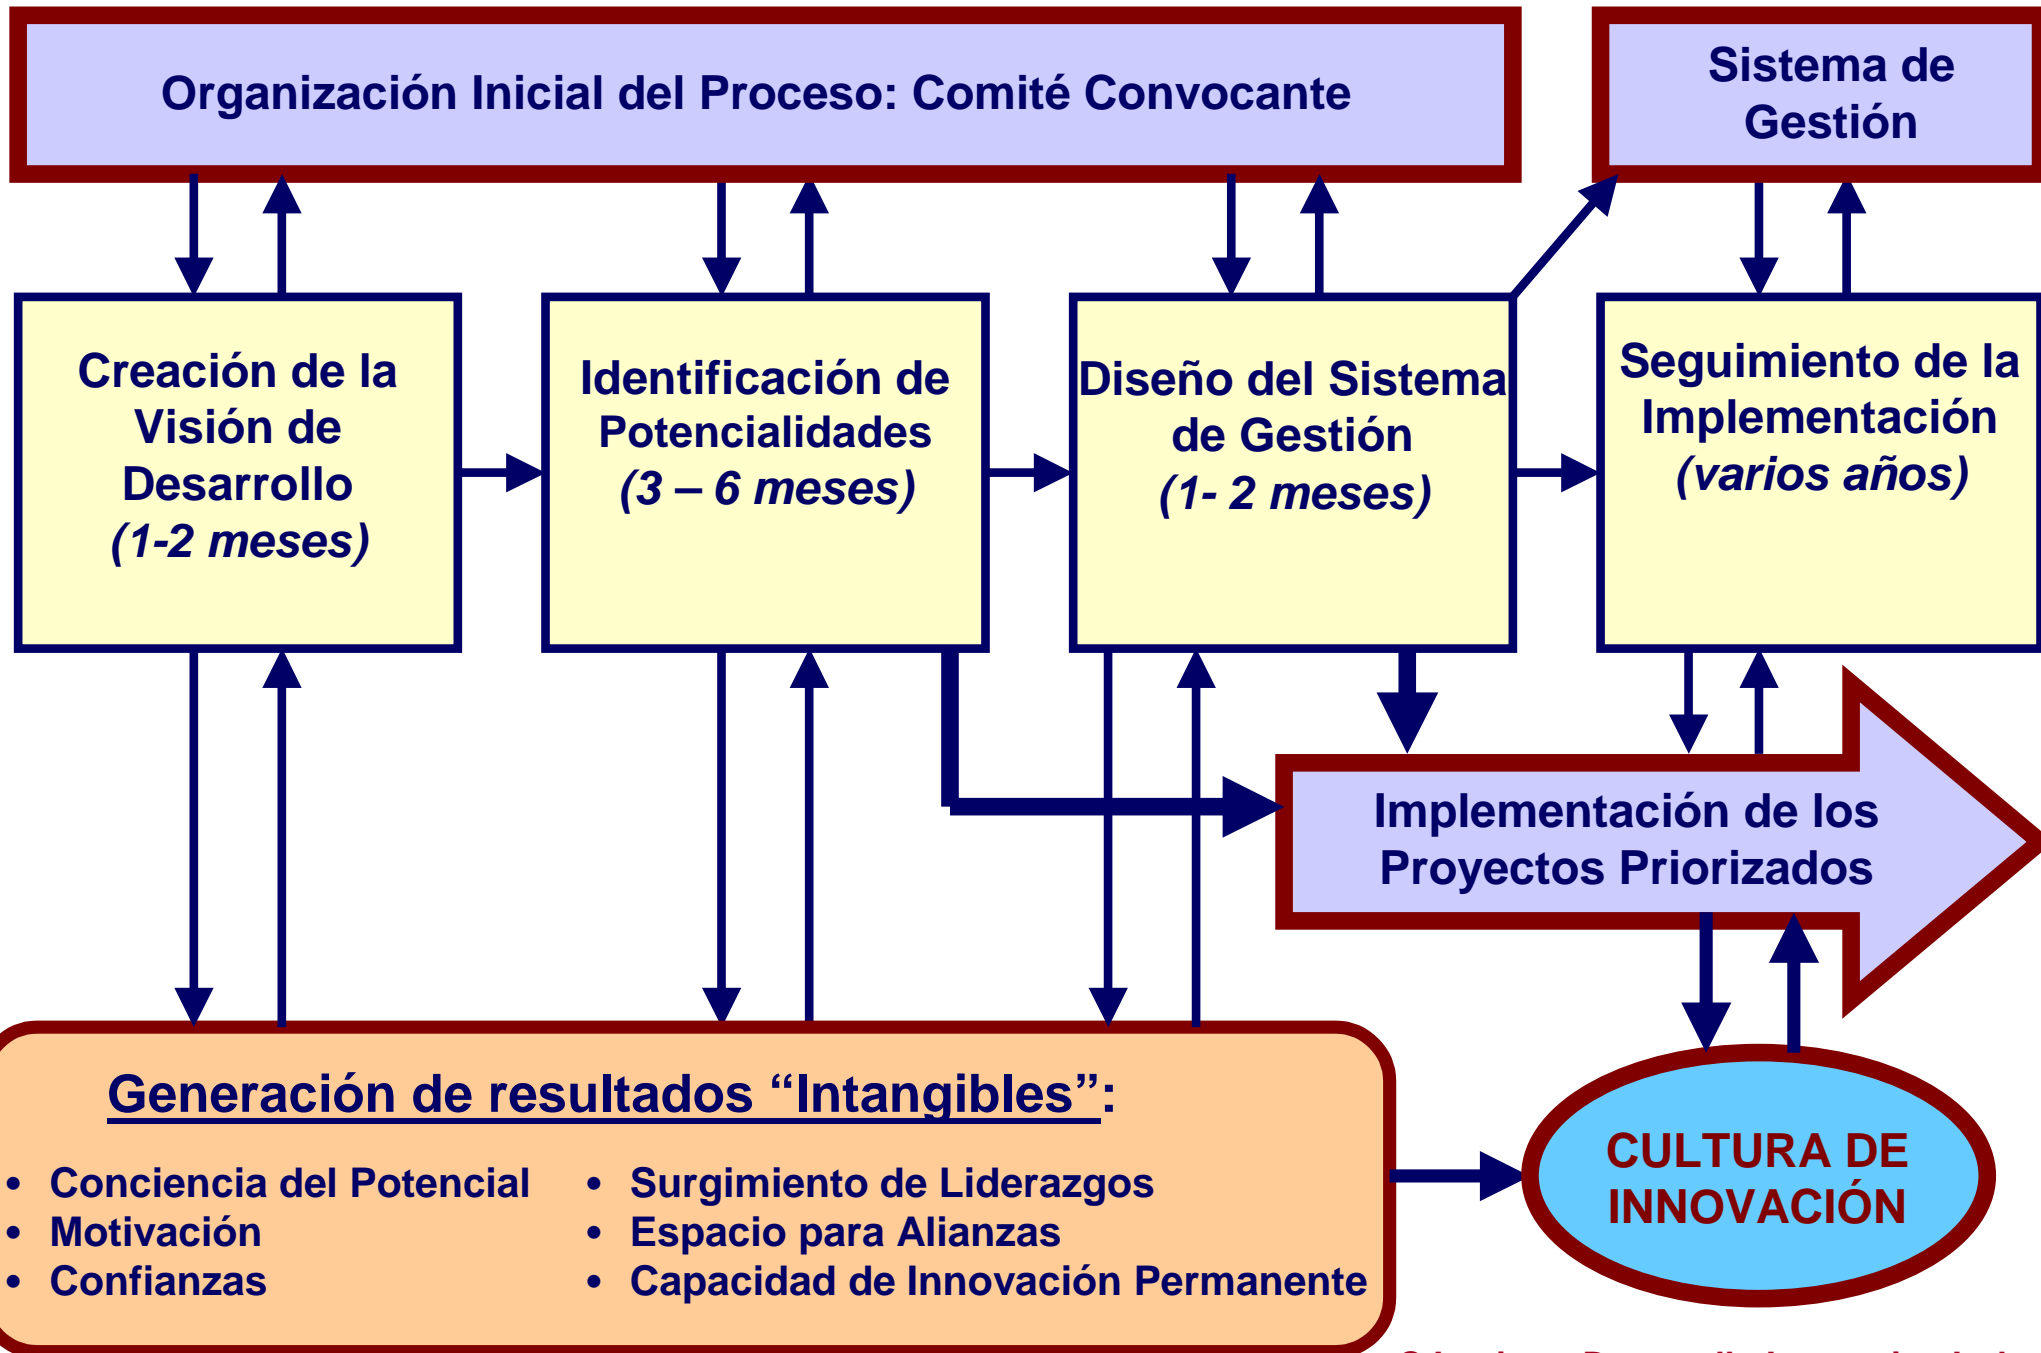 Organización Inicial del Proceso: Comité Convocante
Sistema de
Gestión
Creación de la
Visión de
Desarrollo
(1-2 meses)
Identificación de
Potencialidades
(3 – 6 meses)
Diseño del Sistema
de Gestión
(1- 2 meses)
Seguimiento de la
Implementación
(varios años)
Implementación de los
Proyectos Priorizados
Generación de resultados “Intangibles”:
• Conciencia del Potencial
• Motivación
• Confianzas
• Surgimiento de Liderazgos
• Espacio para Alianzas
• Capacidad de Innovación Permanente
CULTURA DE
INNOVACIÓN